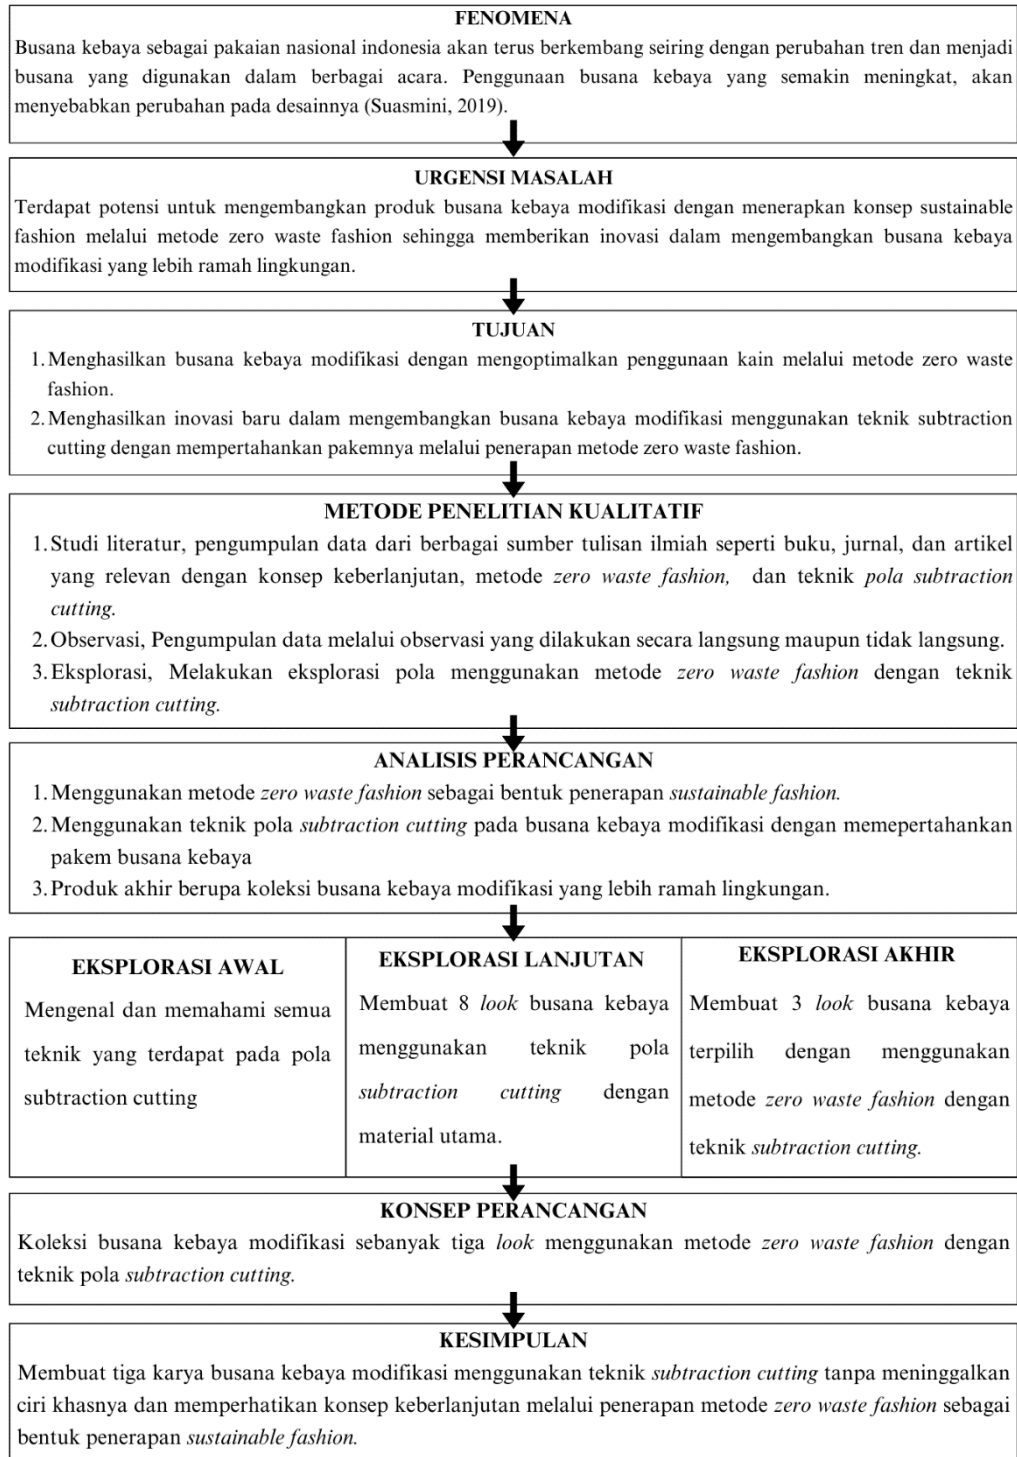 FENOMENA
Busana kebaya sebagai pakaian nasional indonesia akan terus berkembang seiring dengan perubahan tren dan menjadi
busana yang digunakan dalam berbagai acara. Penggunaan busana kebaya yang semakin meningkat, akan
menyebabkan perubahan pada desainnya (Suasmini, 2019).
URGENSI MASALAH
Terdapat potensi untuk mengembangkan produk busana kebaya modifikasi dengan menerapkan konsep sustainable
fashion melalui metode zero waste fashion sehingga memberikan inovasi dalam mengembangkan busana kebaya
modifikasi yang lebih ramah lingkungan.
TUJUAN
1. Menghasilkan busana kebaya modifikasi dengan mengoptimalkan penggunaan kain melalui metode zero waste
fashion.
2. Menghasilkan inovasi baru dalam mengembangkan busana kebaya modifikasi menggunakan teknik subtraction
cutting dengan mempertahankan pakemnya melalui penerapan metode zero waste fashion.
METODE PENELITIAN KUALITATIF
1. Studi literatur, pengumpulan data dari berbagai sumber tulisan ilmiah seperti buku, jurnal, dan artikel
yang relevan dengan konsep keberlanjutan, metode zero waste fashion, dan teknik pola subtraction
cutting.
2. Observasi, Pengumpulan data melalui observasi yang dilakukan secara langsung maupun tidak langsung.
3. Eksplorasi, Melakukan eksplorasi pola menggunakan metode zero waste fashion dengan teknik
subtraction cutting.
ANALISIS PERANCANGAN
1. Menggunakan metode zero waste fashion sebagai bentuk penerapan sustainable fashion.
2. Menggunakan teknik pola subtraction cutting pada busana kebaya modifikasi dengan memepertahankan
pakem busana kebaya
3. Produk akhir berupa koleksi busana kebaya modifikasi yang lebih ramah lingkungan.
EKSPLORASI AWAL
Mengenal dan memahami semua
teknik yang terdapat pada pola
subtraction cutting
EKSPLORASI LANJUTAN
Membuat 8 look busana kebaya
menggunakan teknik pola
subtraction cutting dengan
material utama.
EKSPLORASI AKHIR
Membuat 3 look busana kebaya
terpilih dengan menggunakan
metode zero waste fashion dengan
teknik subtraction cutting.
KONSEP PERANCANGAN
Koleksi busana kebaya modifikasi sebanyak tiga look menggunakan metode zero waste fashion dengan
teknik pola subtraction cutting.
KESIMPULAN
Membuat tiga karya busana kebaya modifikasi menggunakan teknik subtraction cutting tanpa meninggalkan
ciri khasnya dan memperhatikan konsep keberlanjutan melalui penerapan metode zero waste fashion sebagai
bentuk penerapan sustainable fashion.